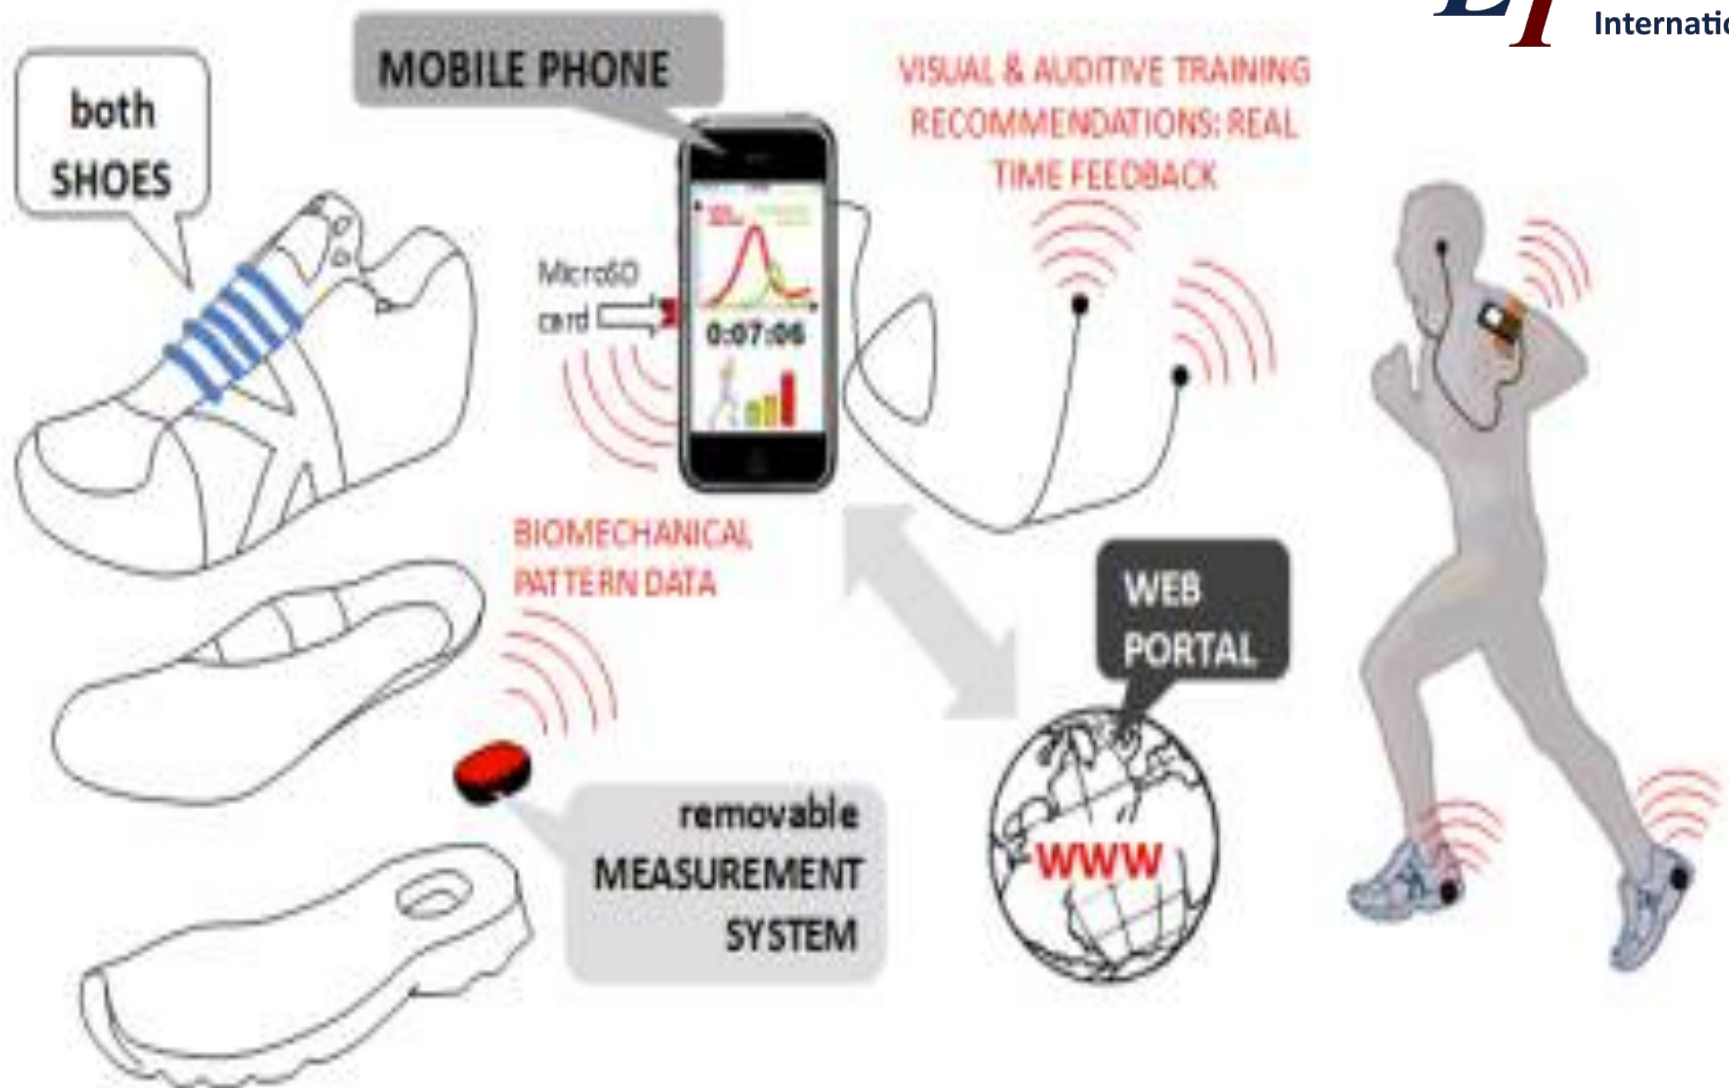 Internatio
both
SHOES
MOBILE PHONE
VISUAL & AUDITIVE TRAINING
RECOMMENDATIONS: REAL
TIME FEEDBACK
MicroSD
card
0:07:06
BIOMECHANICAL
PATTERN DATA
WEB
PORTAL
WWW
removable
MEASUREMENT
SYSTEM